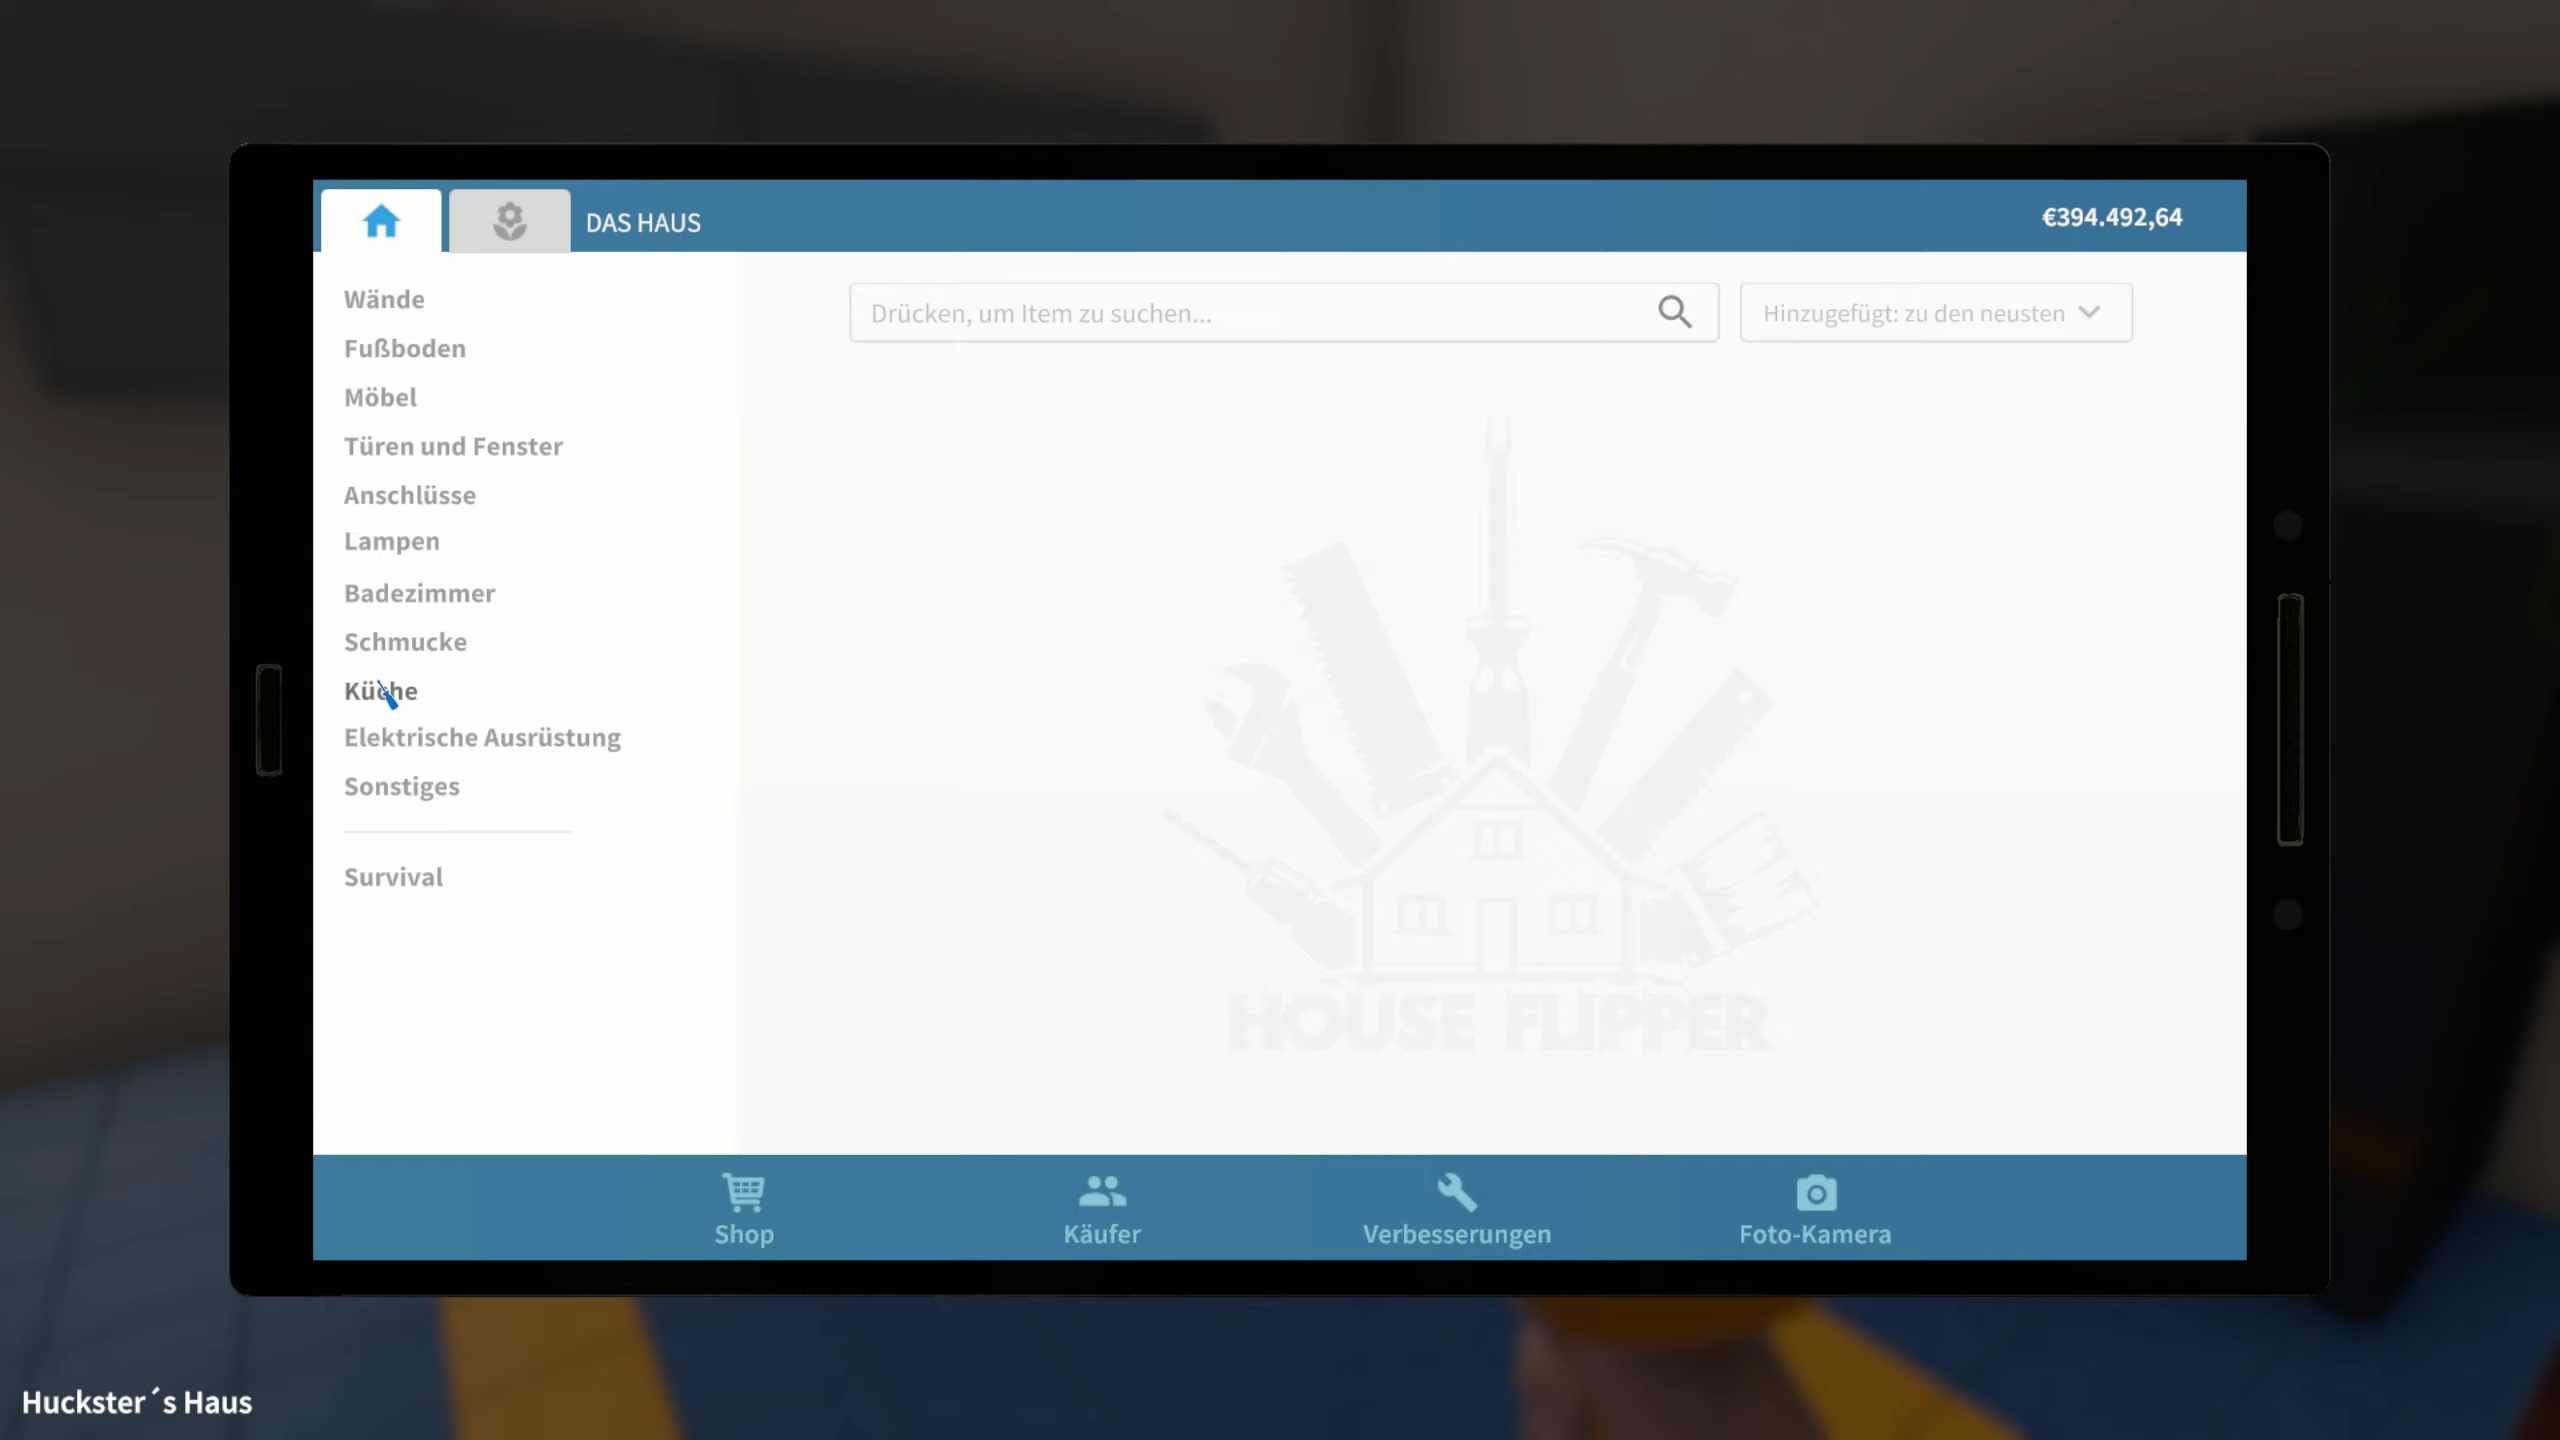 DAS HAUS
€394.492,64
Wände
Fußboden
Möbel
Türen und Fenster
Anschlüsse
Lampen
Badezimmer
Schmucke
Küche
Elektrische Ausrüstung
Sonstiges
Survival
Drücken, um Item zu suchen...
Hinzugefügt: zu den neusten
HOUSE FLIPPER
Shop
Käufer
Verbesserungen
Foto-Kamera
Huckster´s Haus